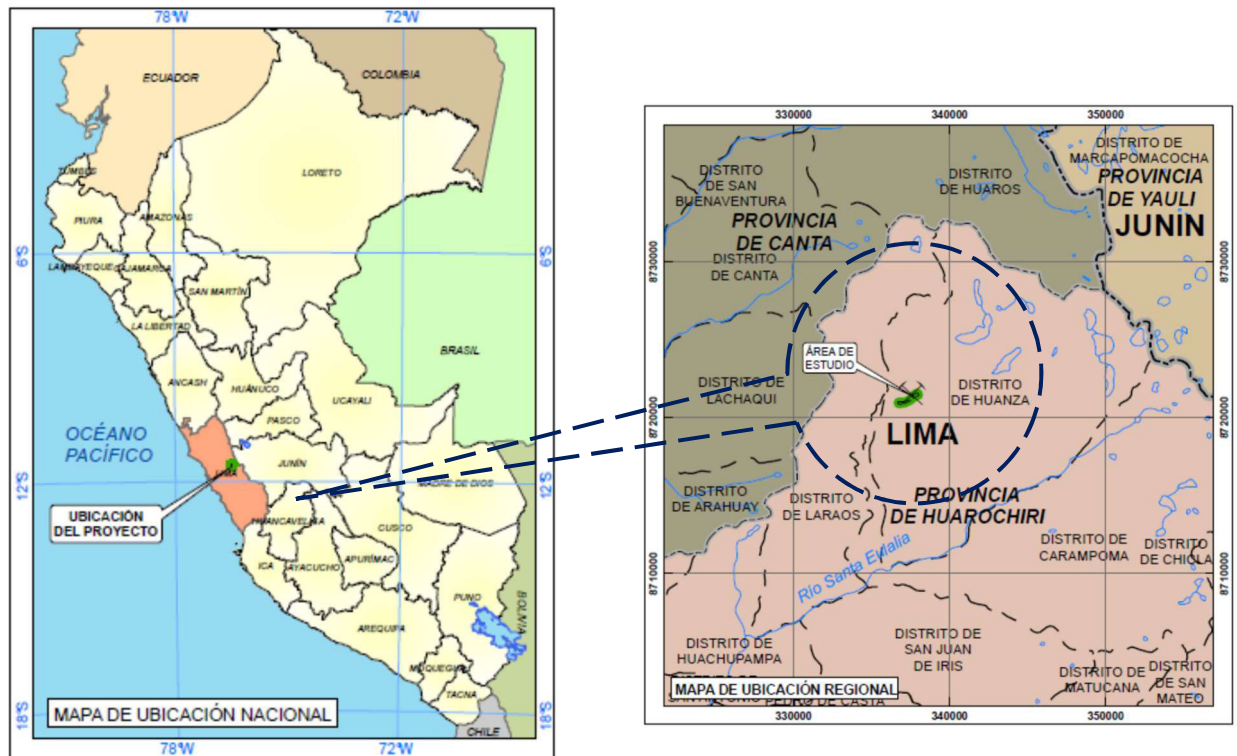 78°W
72°W
ECUADOR
COLOMBIA
TUMBES
LORETO
PIURA
AMAZONAS
6°S
6°S
LAMBAYEQUE
CAJAMARCA
SAN MARTÍN
LA LIBERTAD
BRASIL
ANCASH
HUÁNUCO
UCAYALI
PASCO
OCÉANO
PACÍFICO
JUNÍN
LIMA
12°S
12°S
MADRE DE DIOS
UBICACIÓN
DEL PROYECTO
HUANCAVELICA
CUSCO
ICA
AYACUCHO
APURÍMAC
PUNO
BOLIVIA
AREQUIPA
MOQUEGUA
TACNA
MAPA DE UBICACIÓN NACIONAL
18°S
18°S
CHILE
78°W
72°W
330000
340000
350000
DISTRITO DE
MARCAPOMACOCHA
PROVINCIA
DE YAULI
JUNÍN
DISTRITO
DE SAN
BUENAVENTURA
DISTRITO
DE HUAROS
PROVINCIA
DE CANTA
DISTRITO
DE CANTA
8730000
8730000
ÁREA DE
ESTUDIO
DISTRITO DE
LACHAQUI
DISTRITO
DE HUANZA
8720000
8720000
LIMA
DISTRITO
DE ARAHUAY
DISTRITO
DE LARAOS
PROVINCIA
DE HUAROCHIRI
DISTRITO DE
CARAMPOMA
DISTRITO
DE CHICLA
Río Santa Eulalia
8710000
8710000
DISTRITO DE
HUACHUPAMPA
DISTRITO DE
SAN JUAN
DE IRIS
DISTRITO DE
MATUCANA
DISTRITO
DE SAN
MATEO
MAPA DE UBICACIÓN REGIONAL
PEDRO DE CASTA
330000
340000
350000